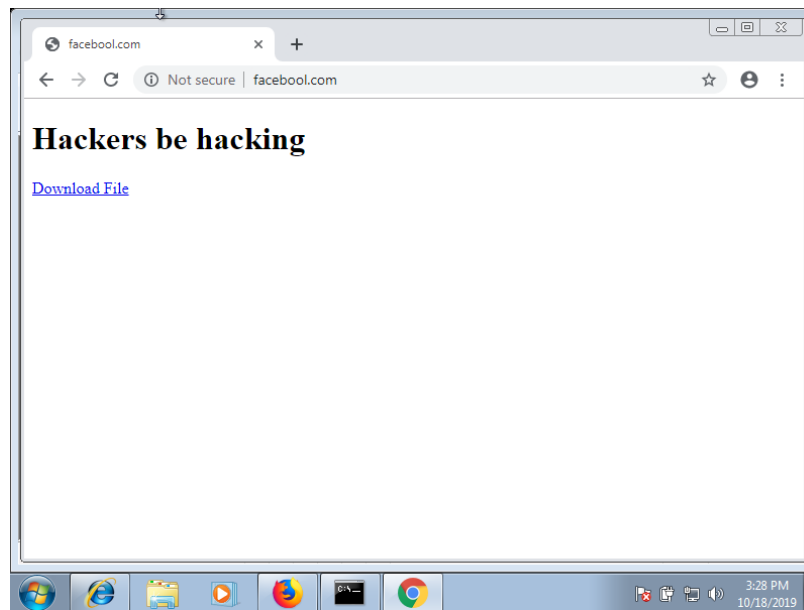 facebool.com
Not secure | facebool.com
Hackers be hacking
Download File
C:\_
3:28 PM
10/18/2019